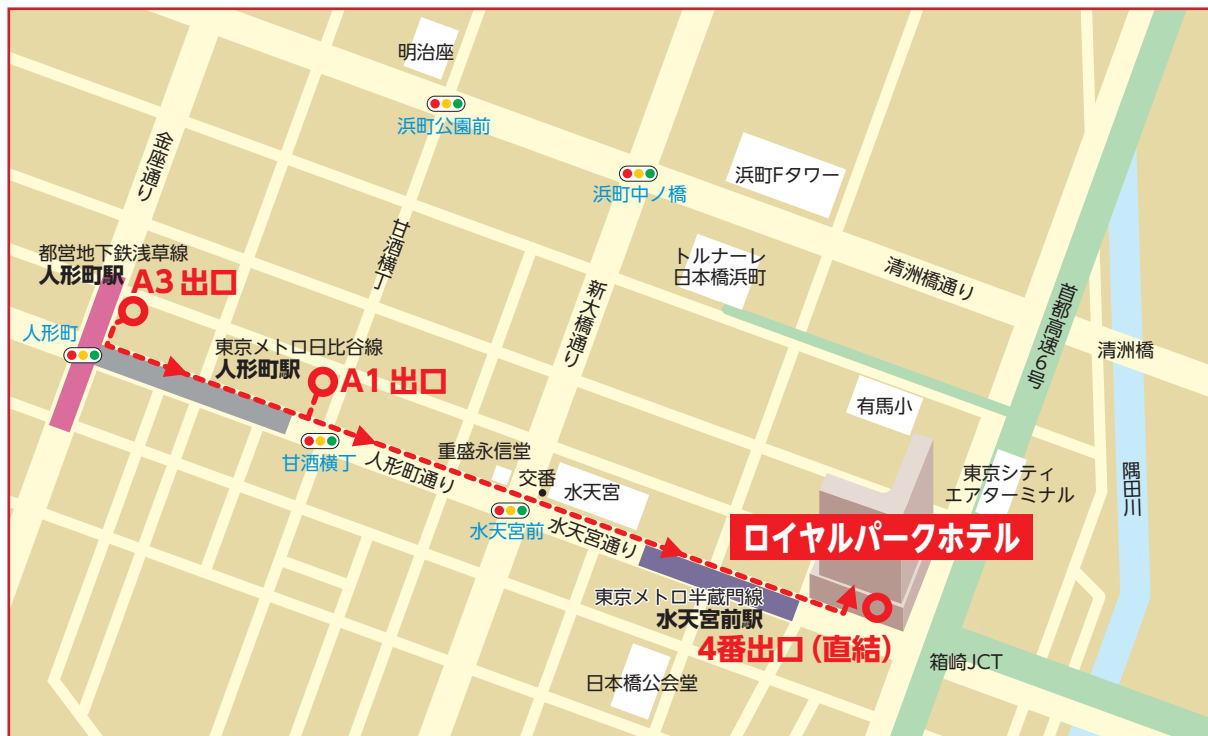 明治座
浜町公園前
金座通り
浜町中ノ橋
浜町Fタワー
甘酒横丁
都営地下鉄浅草線
人形町駅
A3 出口
トルナーレ
日本橋浜町
清洲橋通り
新大橋通り
首都高速6号
人形町
東京メトロ日比谷線
人形町駅
A1 出口
清洲橋
有馬小
甘酒横丁
人形町通り
重盛永信堂
交番
水天宮
東京シティ
エアターミナル
隅田川
水天宮前
水天宮通り
ロイヤルパークホテル
東京メトロ半蔵門線
水天宮前駅
4番出口(直結)
箱崎JCT
日本橋公会堂